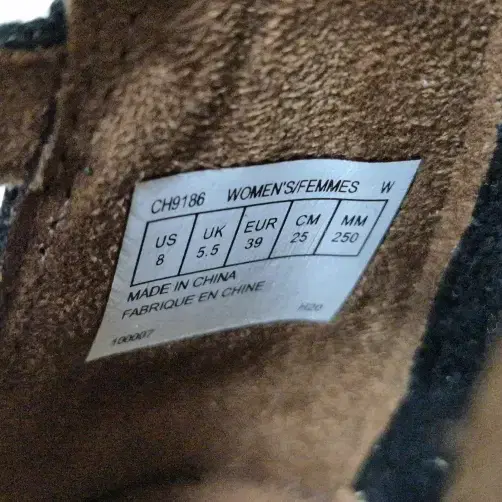 CH9186 WOMEN'S/FEMMES W
US UK EUR CM MM
8 5.5 39 25 250
MADE IN CHINA
FABRIQUE EN CHINE
100007 H20